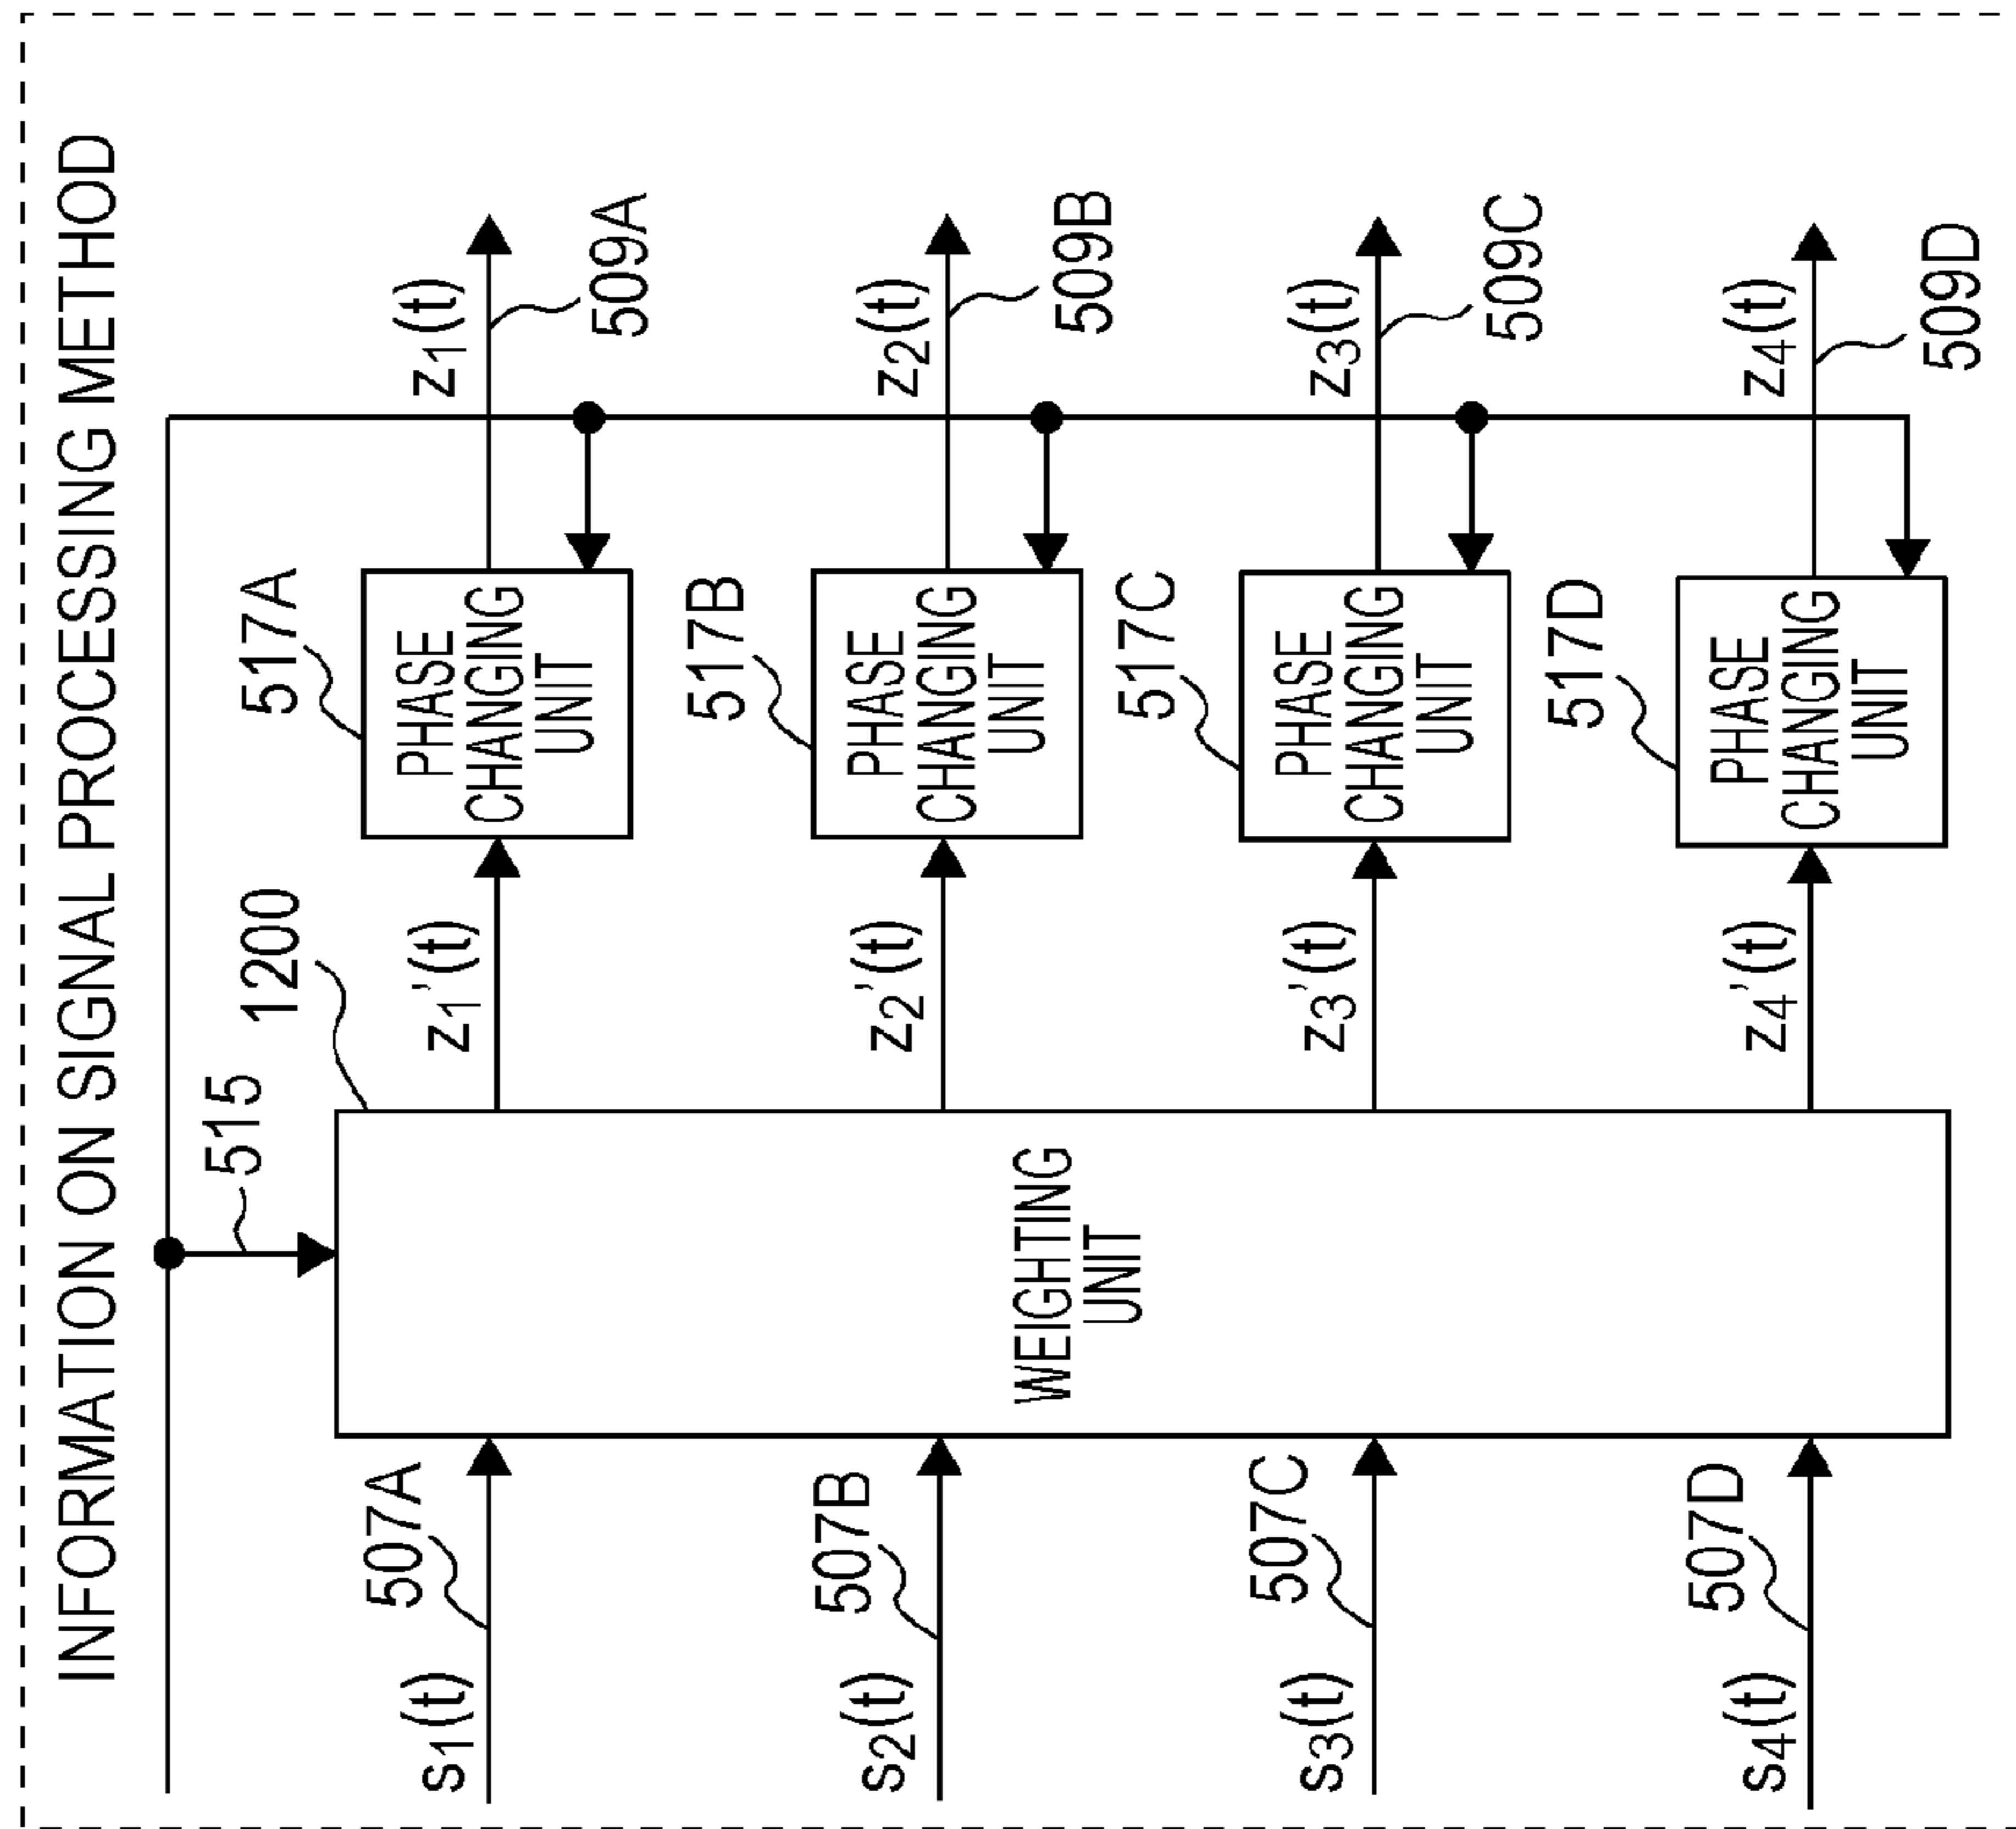 INFORMATION ON SIGNAL PROCESSING METHOD
515
1200
s1(t)
507A
z1'(t)
517A
PHASE
CHANGING
UNIT
z1(t)
509A
s2(t)
507B
z2'(t)
517B
PHASE
CHANGING
UNIT
z2(t)
509B
WEIGHTING
UNIT
s3(t)
507C
z3'(t)
517C
PHASE
CHANGING
UNIT
z3(t)
509C
s4(t)
507D
z4'(t)
517D
PHASE
CHANGING
UNIT
z4(t)
509D